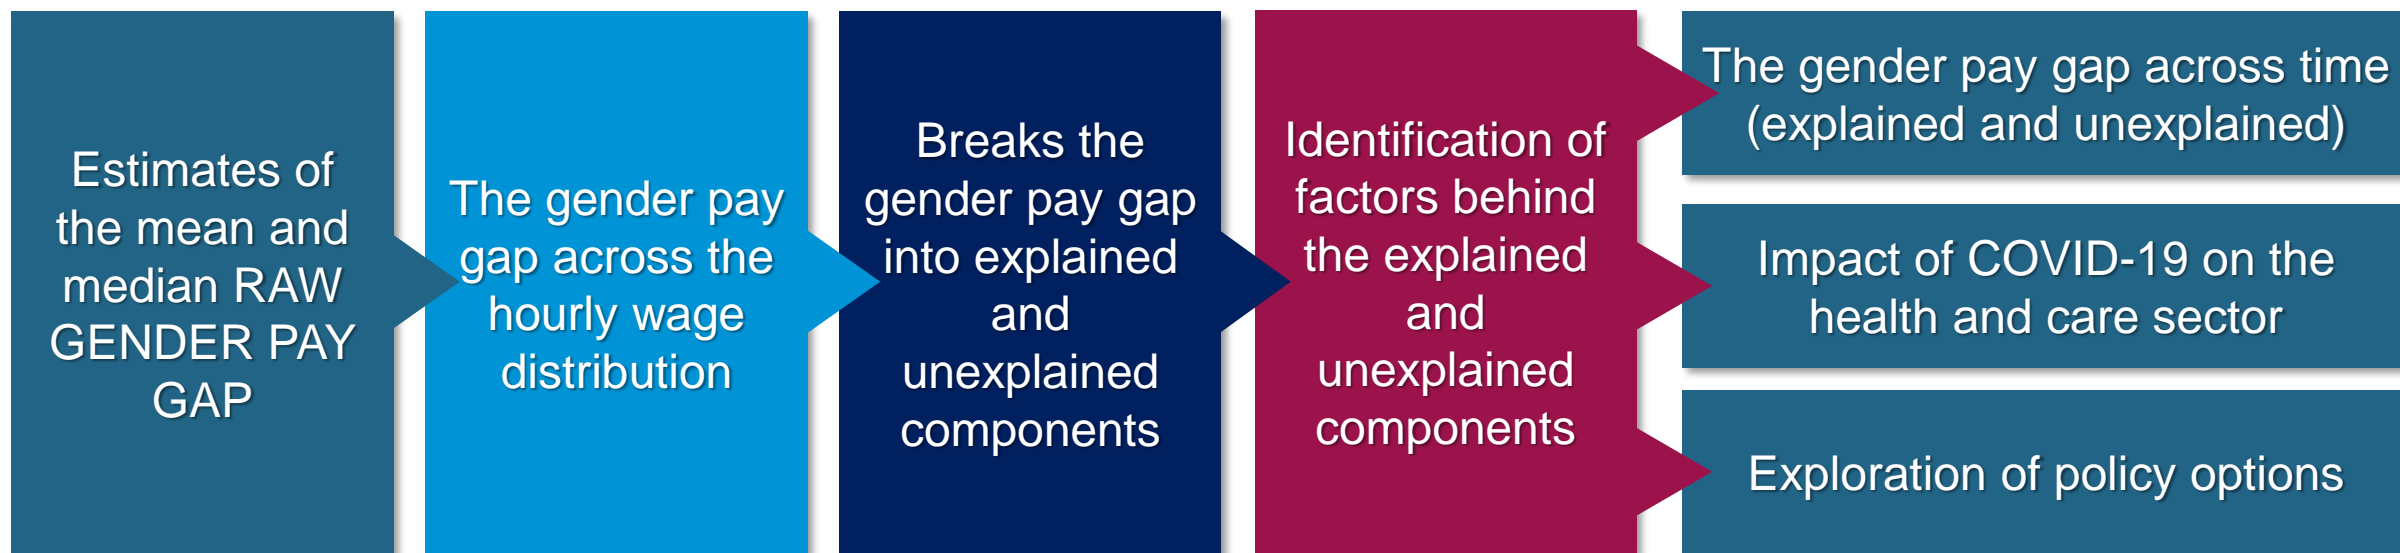 Estimates of
the mean and
median RAW
GENDER PAY
GAP
The gender pay
gap across the
hourly wage
distribution
Breaks the
gender pay gap
into explained
and
unexplained
components
Identification of
factors behind
the explained
and
unexplained
components
The gender pay gap across time
(explained and unexplained)
Impact of COVID-19 on the
health and care sector
Exploration of policy options